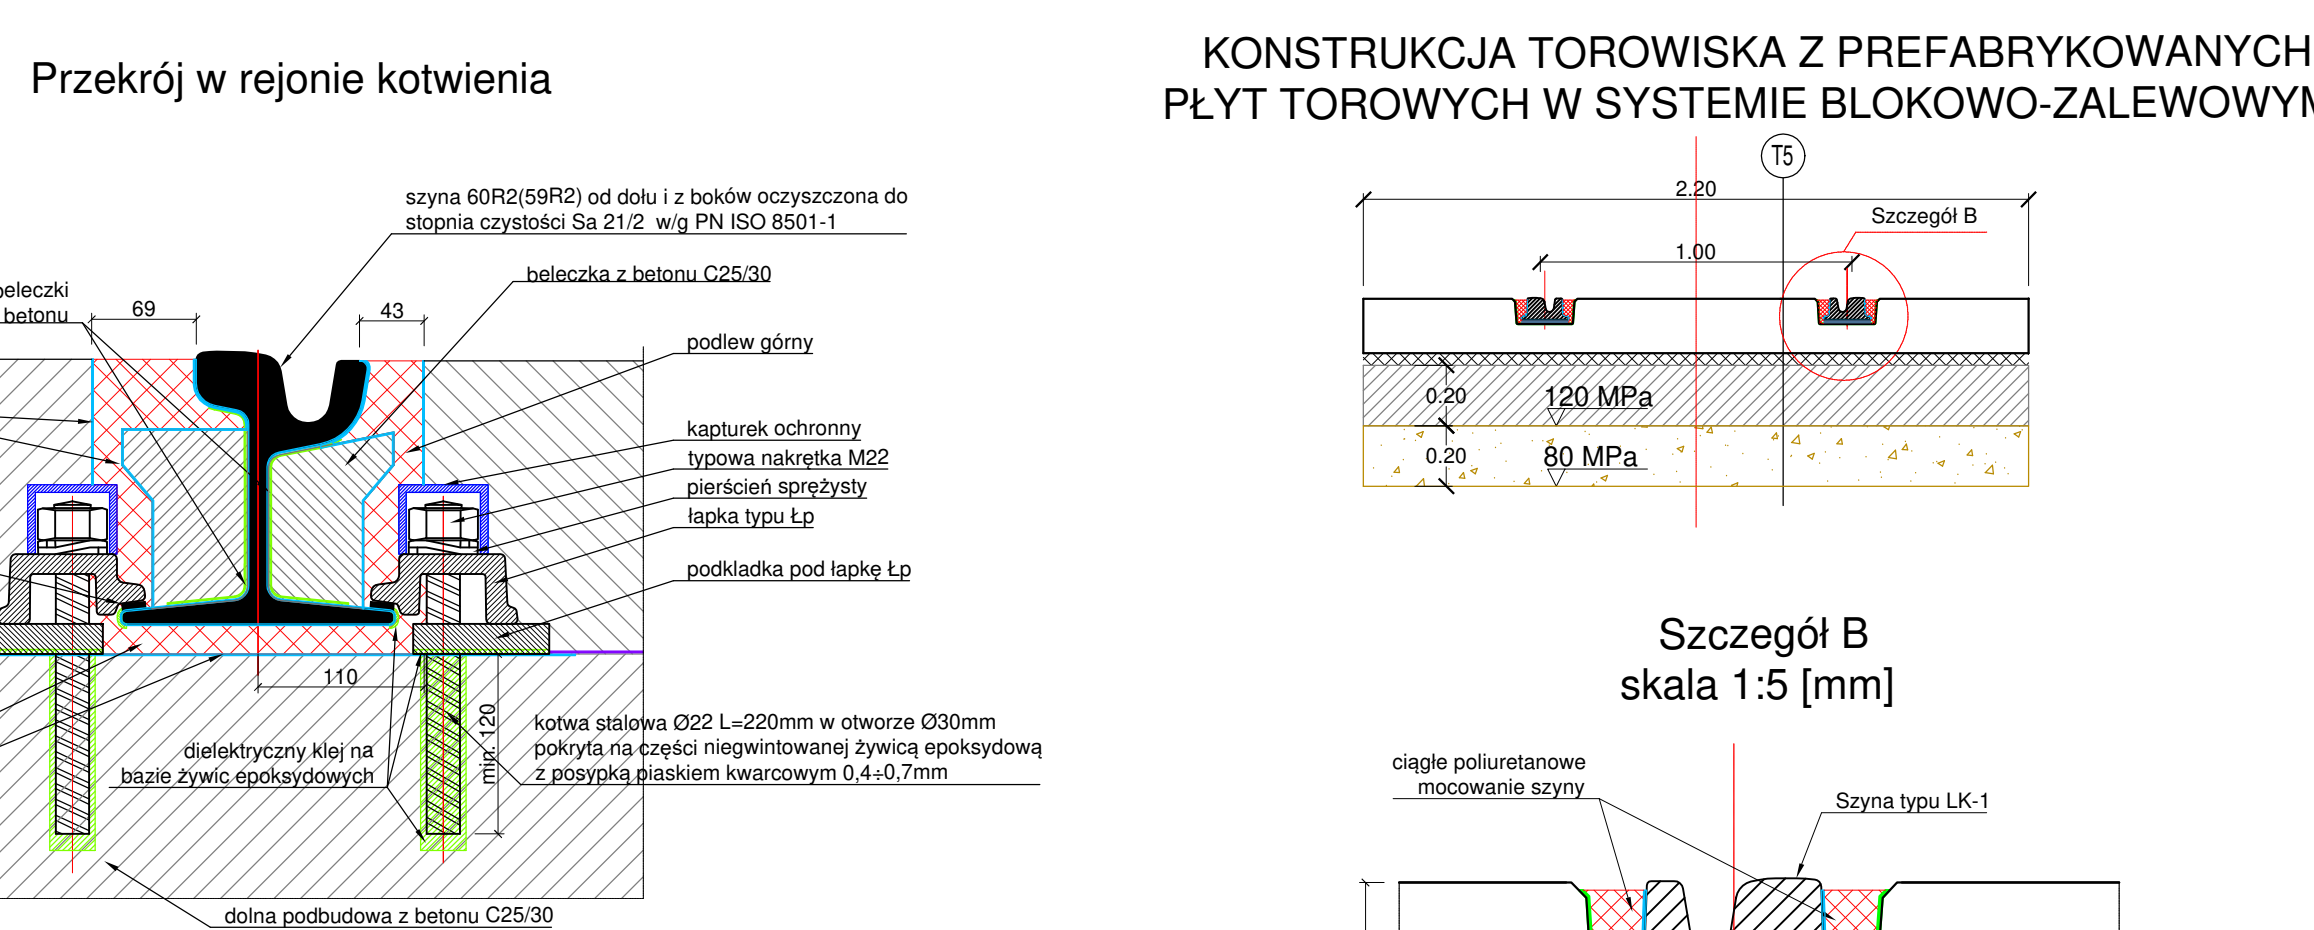 Przekrój w rejonie kotwienia
szyna 60R2(59R2) od dołu i z boków oczyszczona do
stopnia czystości Sa 21/2 w/g PN ISO 8501-1
beleczka z betonu C25/30
beleczki
betonu
69
43
podlew górny
kapturek ochronny
typowa nakrętka M22
pierścień sprężysty
łapka typu Łp
podkladka pod łapkę Łp
110
min. 120
kotwa stalowa Ø22 L=220mm w otworze Ø30mm
pokryta na części niegwintowanej żywicą epoksydową
z posypką piaskiem kwarcowym 0,4÷0,7mm
dielektryczny klej na
bazie żywic epoksydowych
dolna podbudowa z betonu C25/30
KONSTRUKCJA TOROWISKA Z PREFABRYKOWANYCH
PŁYT TOROWYCH W SYSTEMIE BLOKOWO-ZALEWOWYM
T5
2.20
Szczegół B
1.00
0.20
120 MPa
0.20
80 MPa
Szczegół B
skala 1:5 [mm]
ciągłe poliuretanowe
mocowanie szyny
Szyna typu LK-1